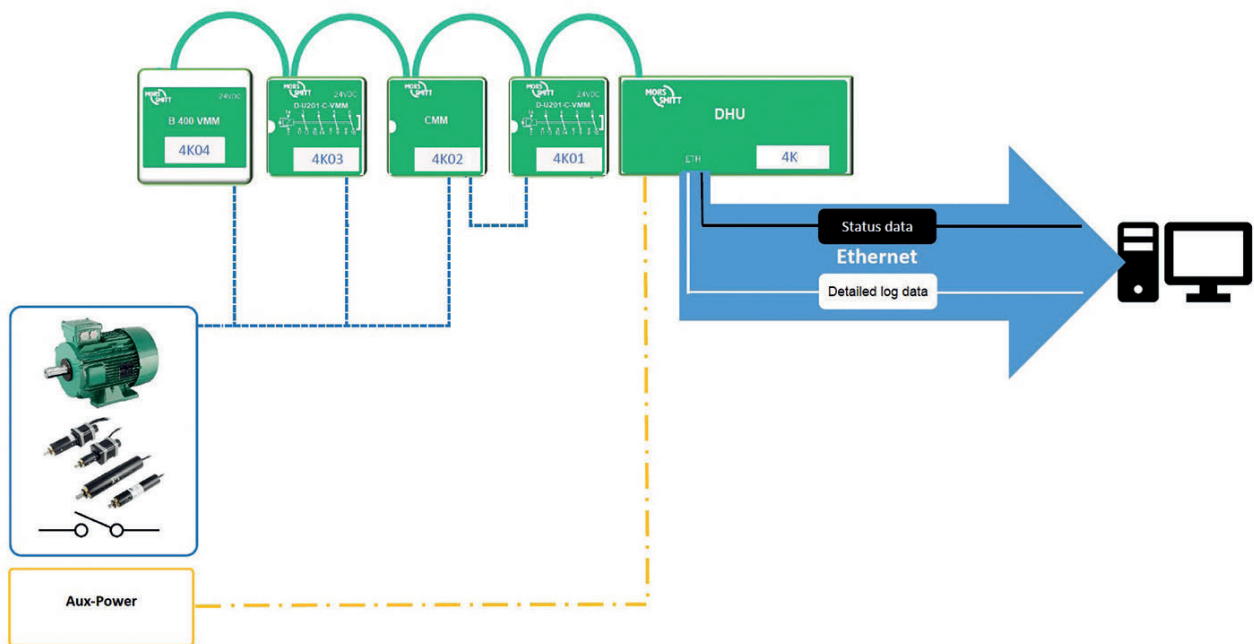 MORS
SMITT
24VDC
B 400 VMM
4K04
MORS
SMITT
24VDC
D-U201-C-VMM
4K03
MORS
SMITT
CMM
4K02
MORS
SMITT
24VDC
D-U201-C-VMM
4K01
MORS
SMITT
DHU
ETH
4K
Status data
Ethernet
Detailed log data
Aux-Power